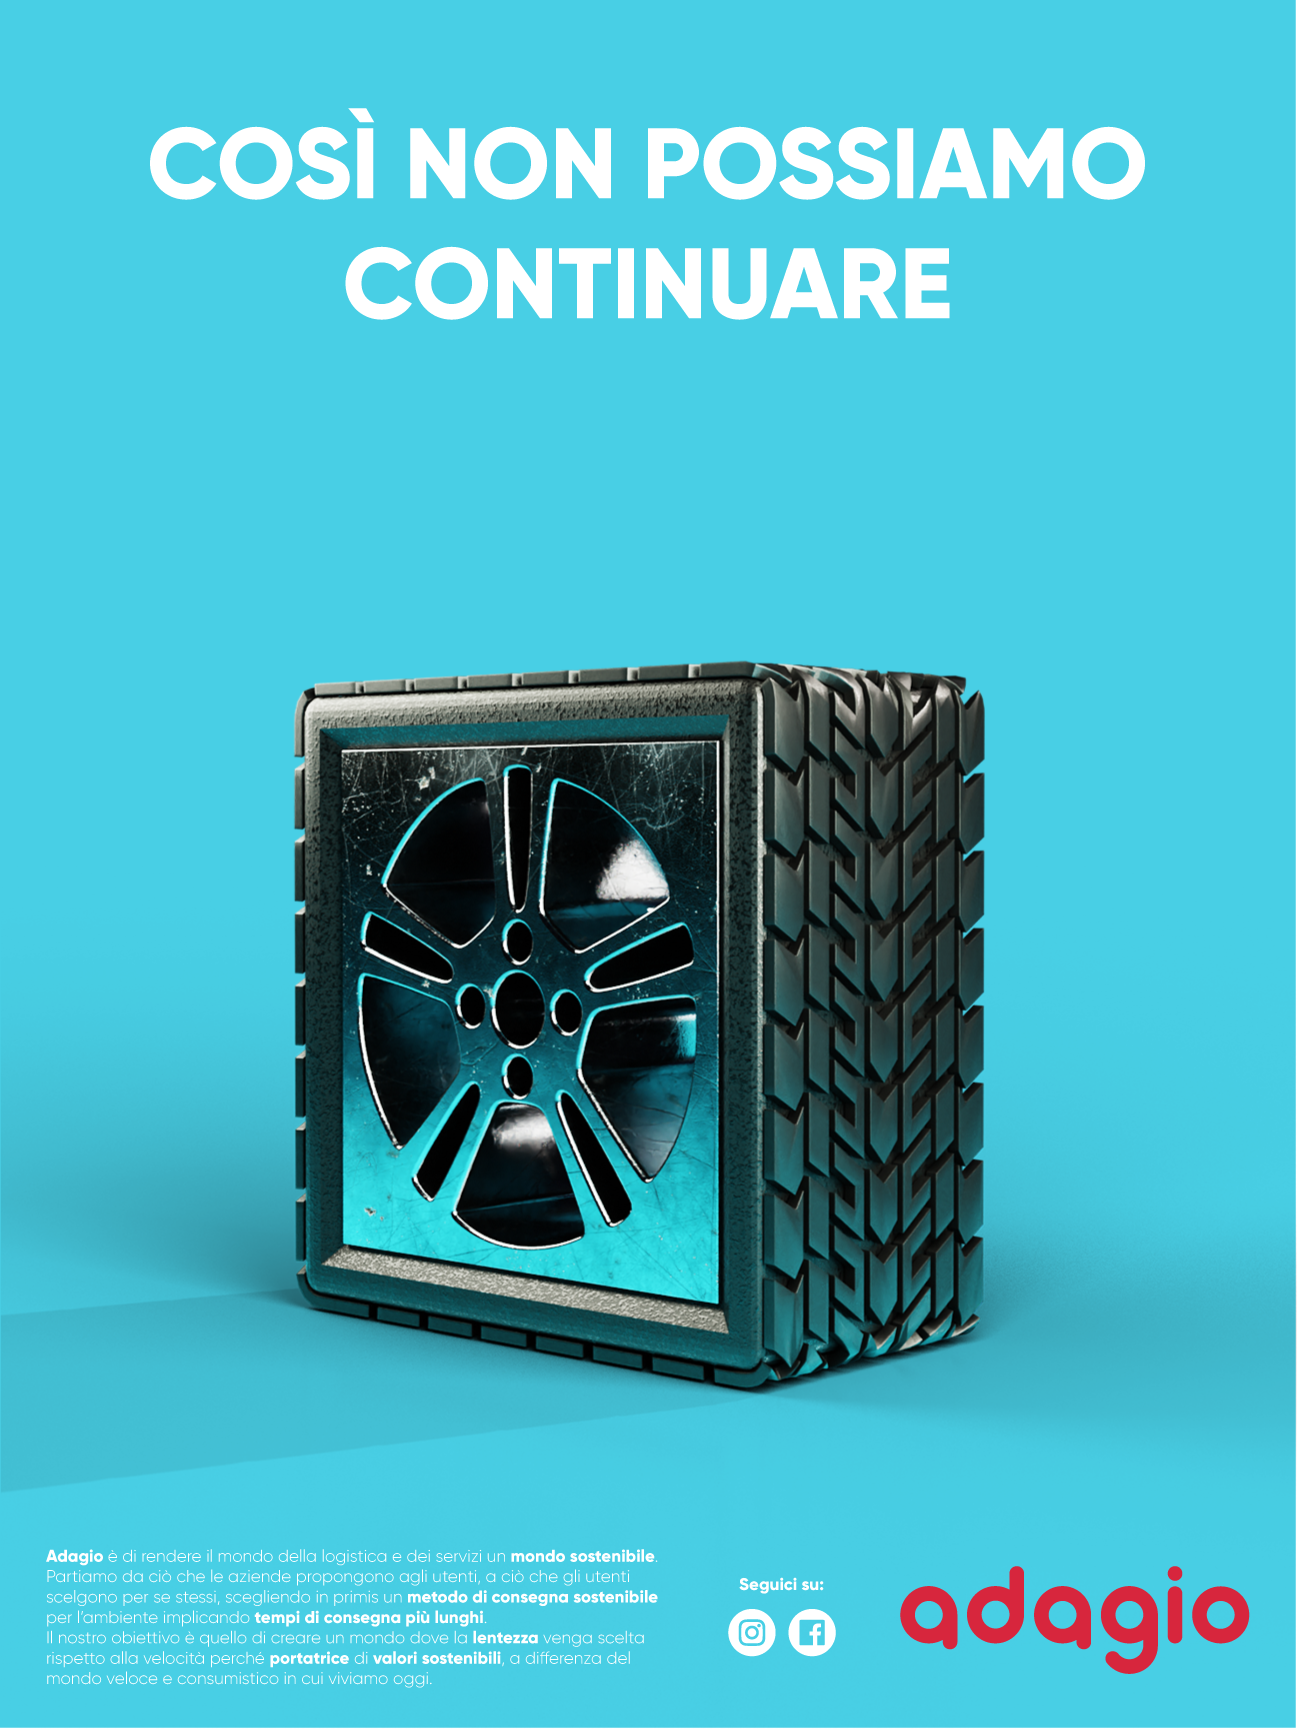 COSÌ NON POSSIAMO
CONTINUARE
Adagio è di rendere il mondo della logistica e dei servizi un mondo sostenibile.
Partiamo da ciò che le aziende propongono agli utenti, a ciò che gli utenti
scelgono per se stessi, scegliendo in primis un metodo di consegna sostenibile
per l'ambiente implicando tempi di consegna più lunghi.
Il nostro obiettivo è quello di creare un mondo dove la lentezza venga scelta
rispetto alla velocità perché portatrice di valori sostenibili, a differenza del
mondo veloce e consumistico in cui viviamo oggi.
Seguici su:
adagio